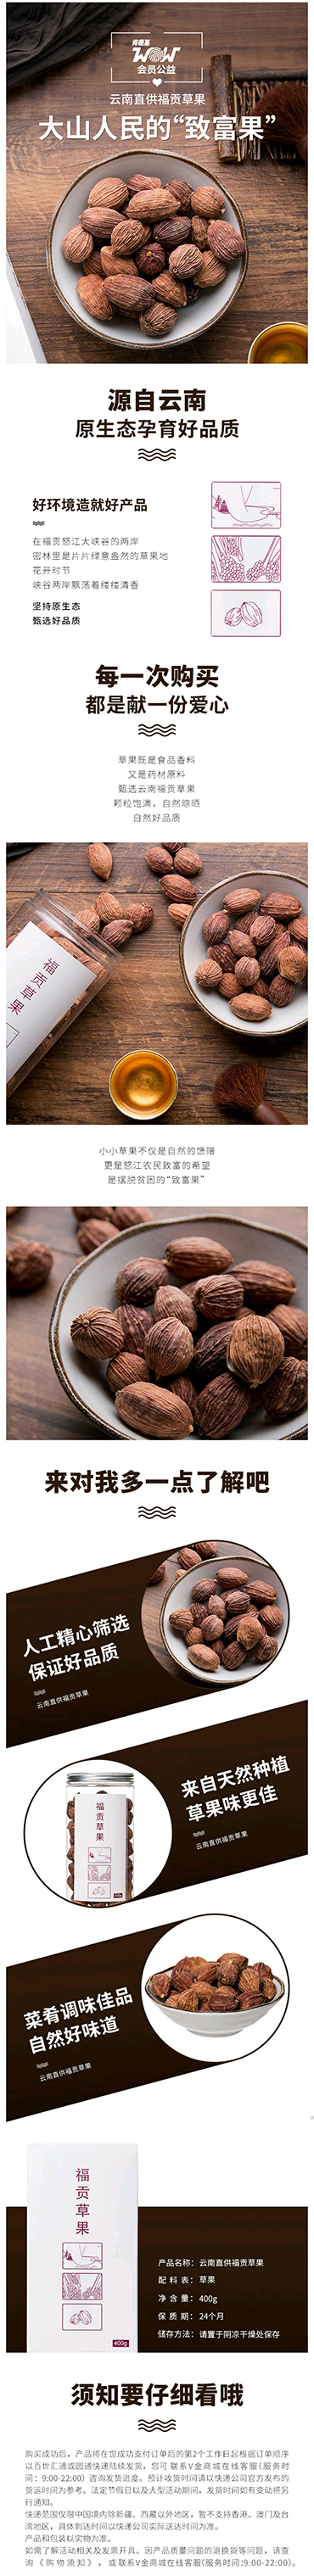 肯德基
WOW
会员公益
云南直供福贡草果
大山人民的“致富果”
源自云南
原生态孕育好品质
好环境造就好产品
在福贡怒江大峡谷的两岸
密林里是片片绿意盎然的草果地
花开时节
峡谷两岸飘荡着缕缕清香
坚持原生态
甄选好品质
每一次购买
都是献一份爱心
草果既是食品香料
又是药材原料
甄选云南福贡草果
颗粒饱满，自然晾晒
自然好品质
福贡草果
小小草果不仅是自然的馈赠
更是怒江农民致富的希望
是摆脱贫困的“致富果”
来对我多一点了解吧
人工精心筛选
保证好品质
云南直供福贡草果
来自天然种植
草果味更佳
云南直供福贡草果
福贡草果
400g
菜肴调味佳品
自然好味道
云南直供福贡草果
福贡草果
400g
产品名称：云南直供福贡草果
配 料 表：草果
净 含 量：400g
保 质 期：24个月
储存方法：请置于阴凉干燥处保存
须知要仔细看哦
购买成功后，产品将在您成功支付订单后的第2个工作日起根据订单顺序
以百世汇通或圆通快递陆续发货，您可 联系V金商城在线客服(服务时
间：9:00-22:00) 咨询发货进度。预计收货时间请以快递公司官方发布的
货运时间为参考。法定节假日以及大型活动期间，发货时间如有变动将另
行通知。
快递范围仅限中国境内除新疆、西藏以外地区，暂不支持香港、澳门及台
湾地区，具体到达时间以快递公司实际送达时间为准。
产品和包装以实物为准。
如需了解活动相关及发票开具、因产品质量问题的退换货等问题，请查
询《购物须知》，或联系V金商城在线客服(服务时间:9:00-22:00)。